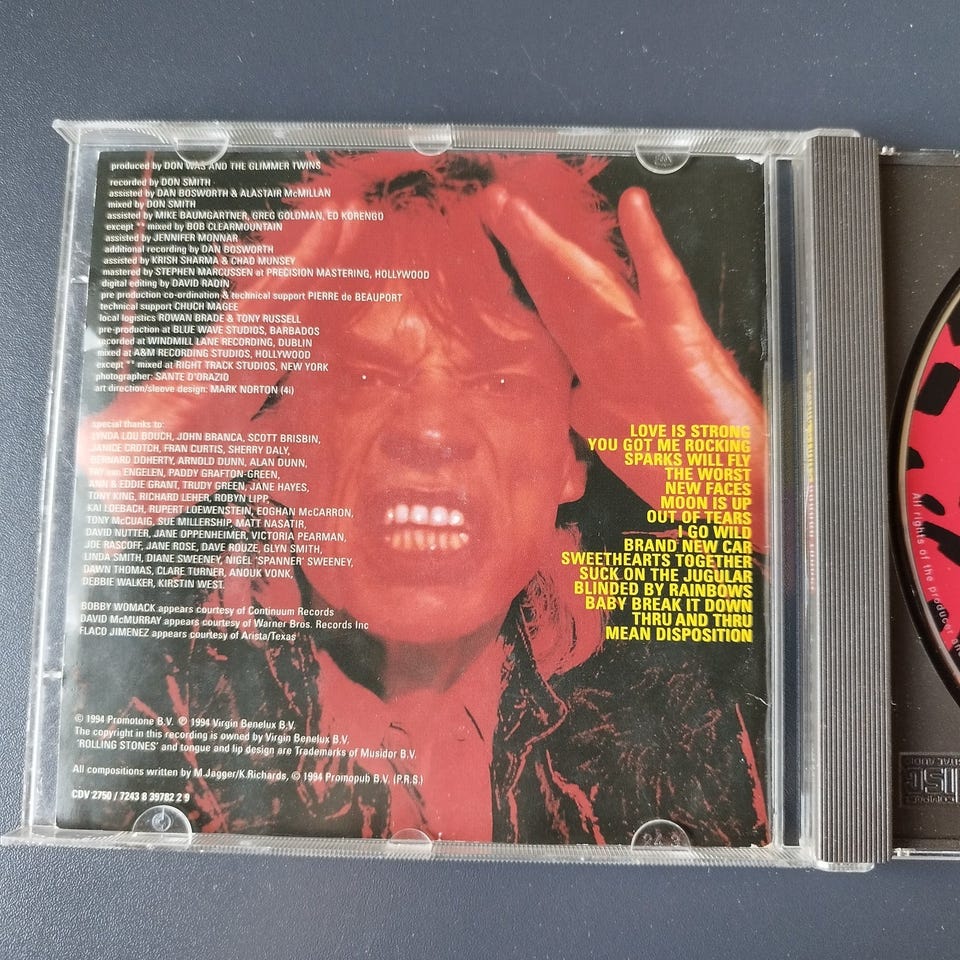 produced by DON WAS AND THE GLIMMER TWINS
recorded by DON SMITH
assisted by DAN BOSWORTH & ALASTAIR McMILLAN
mixed by DON SMITH
assisted by MIKE BAUMGARTNER, GREG GOLDMAN, ED KORENGO
except ** mixed by BOB CLEARMOUNTAIN
assisted by JENNIFER MONNAR
additional recording by DAN BOSWORTH
assisted by KRISH SHARMA & CHAD MUNSEY
mastered by STEPHEN MARCUSSEN at PRECISION MASTERING, HOLLYWOOD
digital editing by DAVID RADIN
pre production co-ordination & technical support PIERRE de BEAUPORT
technical support CHUCH MAGEE
local logistics ROWAN BRADE & TONY RUSSELL
pre-production at BLUE WAVE STUDIOS, BARBADOS
recorded at WINDMILL LANE RECORDING, DUBLIN
mixed at A&M RECORDING STUDIOS, HOLLYWOOD
except ** mixed at RIGHT TRACK STUDIOS, NEW YORK
photographer: SANTE D'ORAZIO
art direction/sleeve design: MARK NORTON (4i)
special thanks to:
LYNDA LOU BOUCH, JOHN BRANCA, SCOTT BRISBIN,
JANICE CROTCH, FRAN CURTIS, SHERRY DALY,
BERNARD DOHERTY, ARNOLD DUNN, ALAN DUNN,
ENGELEN, PADDY GRAFTON-GREEN,
ANN & EDDIE GRANT, TRUDY GREEN, JANE HAYES,
TONY KING, RICHARD LEHER, ROBYN LIPP,
KAI LOEBACH, RUPERT LOEWENSTEIN, EOGHAN McCARRON,
TONY McCUAIG, SUE MILLERSHIP, MATT NASATIR,
DAVID NUTTER, JANE OPPENHEIMER, VICTORIA PEARMAN,
JOE RASCOFF, JANE ROSE, DAVE ROUZE, GLYN SMITH,
LINDA SMITH, DIANE SWEENEY, NIGEL "SPANNER" SWEENEY,
DAWN THOMAS, CLARE TURNER, ANOUK VONK,
DEBBIE WALKER, KIRSTIN WEST.
BOBBY WOMACK appears courtesy of Continuum Records
DAVID McMURRAY appears courtesy of Warner Bros. Records Inc
FLACO JIMENEZ appears courtesy of Arista/Texas
© 1994 Promotone B.V. ℗ 1994 Virgin Benelux B.V.
The copyright in this recording is owned by Virgin Benelux B.V.
'ROLLING STONES' and tongue and lip design are Trademarks of Musidor B.V.
All compositions written by M.Jagger/K.Richards, © 1994 Promopub B.V. (P.R.S.)
CDV 2750 / 7243 8 39782 2 9
LOVE IS STRONG
YOU GOT ME ROCKING
SPARKS WILL FLY
THE WORST
NEW FACES
MOON IS UP
OUT OF TEARS
I GO WILD
BRAND NEW CAR
SWEETHEARTS TOGETHER
SUCK ON THE JUGULAR
BLINDED BY RAINBOWS
BABY BREAK IT DOWN
THRU AND THRU
MEAN DISPOSITION
All rights of the producer and